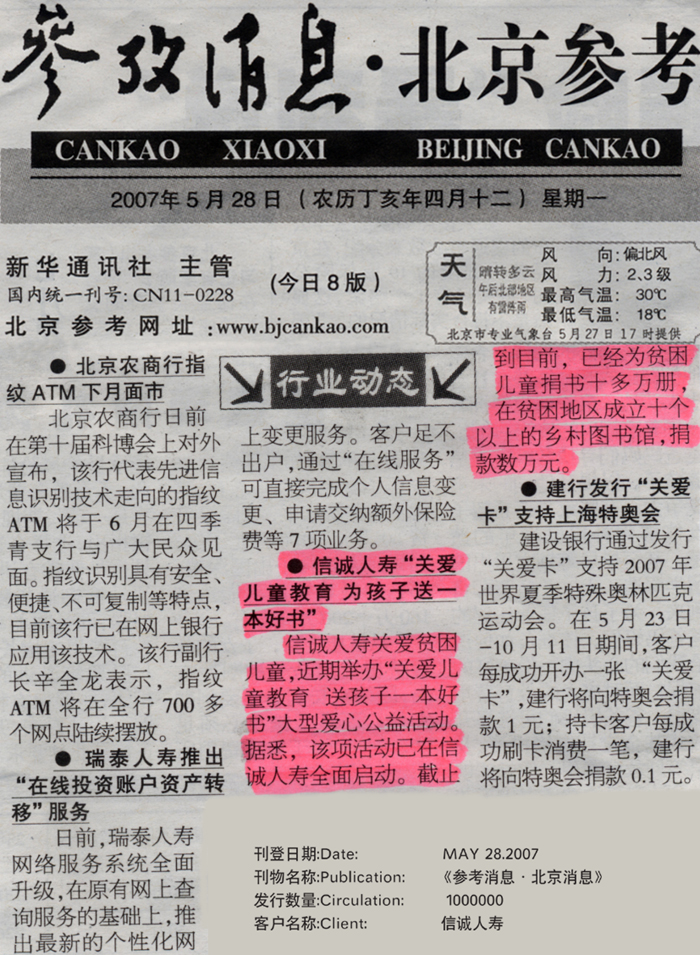 參攷消息·北京参考
CANKAO XIAOXI BEIJING CANKAO
2007年5月28日（农历丁亥年四月十二）星期一
新华通讯社 主管
国内统一刊号:CN11-0228
（今日8版）
北京参考网址:www.bjcankao.com
天气
晴转多云
午后北部地区
有雷阵雨
风 向:偏北风
风 力:2、3级
最高气温: 30℃
最低气温: 18℃
北京市专业气象台5月27日17时提供
● 北京农商行指
纹ATM下月面市
北京农商行日前
在第十届科博会上对外
宣布，该行代表先进信
息识别技术走向的指纹
ATM将于6月在四季
青支行与广大民众见
面。指纹识别具有安全、
便捷、不可复制等特点，
目前该行已在网上银行
应用该技术。该行副行
长辛全龙表示，指纹
ATM将在全行700多
个网点陆续摆放。
● 瑞泰人寿推出
“在线投资账户资产转
移”服务
日前，瑞泰人寿
网络服务系统全面
升级，在原有网上查
询服务的基础上，推
出最新的个性化网
行业动态
上变更服务。客户足不
出户，通过“在线服务”
可直接完成个人信息变
更、申请交纳额外保险
费等7项业务。
● 信诚人寿“关爱
儿童教育 为孩子送一
本好书”
信诚人寿关爱贫困
儿童，近期举办“关爱儿
童教育 送孩子一本好
书”大型爱心公益活动。
据悉，该项活动已在信
诚人寿全面启动。截止
到目前，已经为贫困
儿童捐书十多万册，
在贫困地区成立十个
以上的乡村图书馆，捐
款数万元。
● 建行发行“关爱
卡”支持上海特奥会
建设银行通过发行
“关爱卡”支持2007年
世界夏季特殊奥林匹克
运动会。在5月23日
-10月11日期间，客户
每成功开办一张 “关爱
卡”，建行将向特奥会捐
款1元；持卡客户每成
功刷卡消费一笔，建行
将向特奥会捐款0.1元。
刊登日期:Date: MAY 28.2007
刊物名称:Publication: 《参考消息·北京消息》
发行数量:Circulation: 1000000
客户名称:Client: 信诚人寿